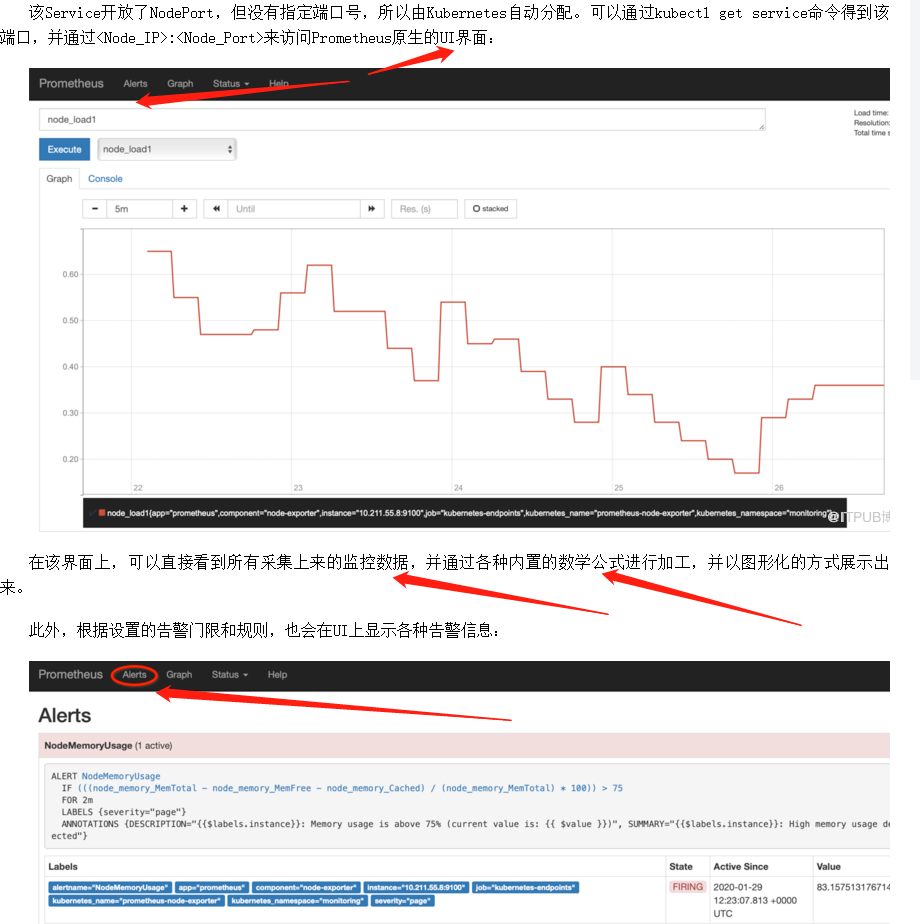 该Service开放了NodePort，但没有指定端口号，所以由Kubernetes自动分配。可以通过kubectl get service命令得到该
端口，并通过<Node_IP>:<Node_Port>来访问Prometheus原生的UI界面：
Prometheus Alerts Graph Status Help
node_load1
Load time:
Resolution:
Total time s
Execute node_load1
Graph Console
- 5m + Until Res. (s) stacked
0.60
0.50
0.40
0.30
0.20
22 23 24 25 26
node_load1{app="prometheus",component="node-exporter",instance="10.211.55.8:9100",job="kubernetes-endpoints",kubernetes_name="prometheus-node-exporter",kubernetes_namespace="monitoring"
@ITPUB博
在该界面上，可以直接看到所有采集上来的监控数据，并通过各种内置的数学公式进行加工，并以图形化的方式展示出
来。
此外，根据设置的告警门限和规则，也会在UI上显示各种告警信息：
Prometheus Alerts Graph Status Help
Alerts
NodeMemoryUsage (1 active)
ALERT NodeMemoryUsage
IF (((node_memory_MemTotal - node_memory_MemFree - node_memory_Cached) / (node_memory_MemTotal) * 100)) > 75
FOR 2m
LABELS {severity="page"}
ANNOTATIONS {DESCRIPTION="{{$labels.instance}}: Memory usage is above 75% (current value is: {{ $value }})", SUMMARY="{{$labels.instance}}: High memory usage de
ected"}
Labels State Active Since Value
alertname="NodeMemoryUsage" app="prometheus" component="node-exporter" instance="10.211.55.8:9100" job="kubernetes-endpoints" FIRING 2020-01-29 83.157513176714
kubernetes_name="prometheus-node-exporter" kubernetes_namespace="monitoring" severity="page" 12:23:07.813 +0000
UTC